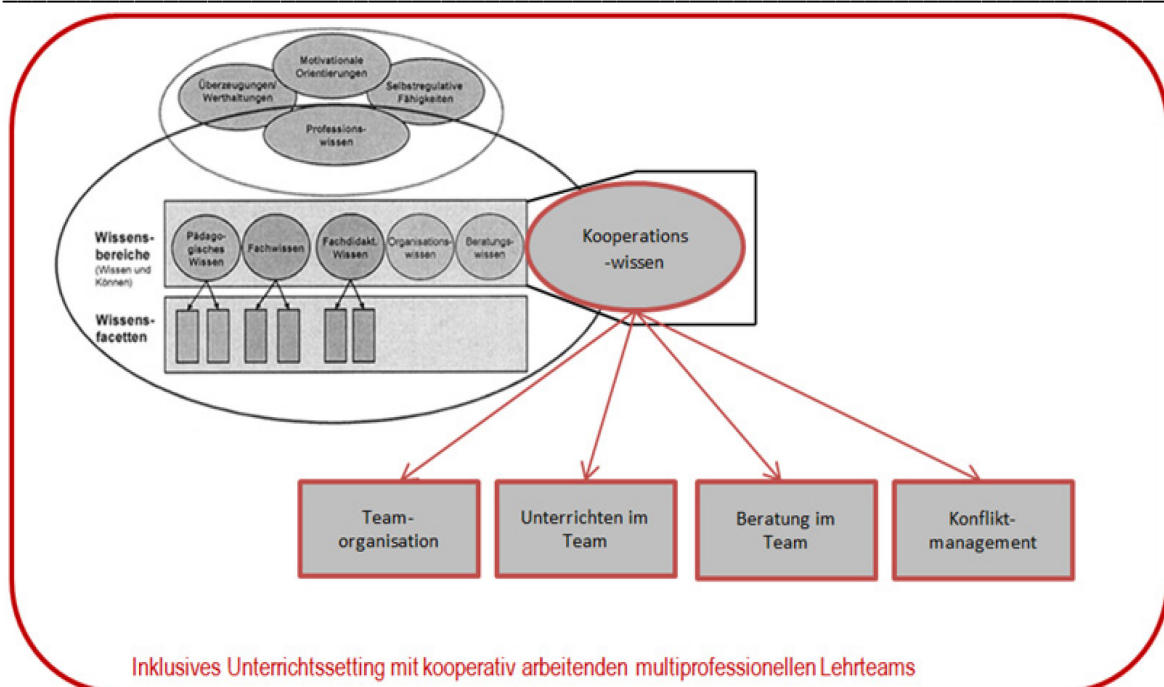 Motivationale
Orientierungen
Überzeugungen/
Werthaltungen
Selbstregulative
Fähigkeiten
Professions-
wissen
Wissens-
bereiche
(Wissen und
Können)
Pädago-
gisches
Wissen
Fachwissen
Fachdidakt.
Wissen
Organisations-
wissen
Beratungs-
wissen
Kooperations
-wissen
Wissens-
facetten
Team-
organisation
Unterrichten im
Team
Beratung im
Team
Konflikt-
management
Inklusives Unterrichtssetting mit kooperativ arbeitenden multiprofessionellen Lehrteams